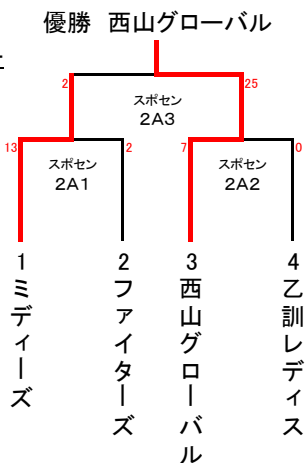 優勝 西山グローバル
2
25
スポセン
2A3
13
2
7
0
スポセン
2A1
スポセン
2A2
1
ミディーズ
2
ファイターズ
3
西山グローバル
4
乙訓レディス